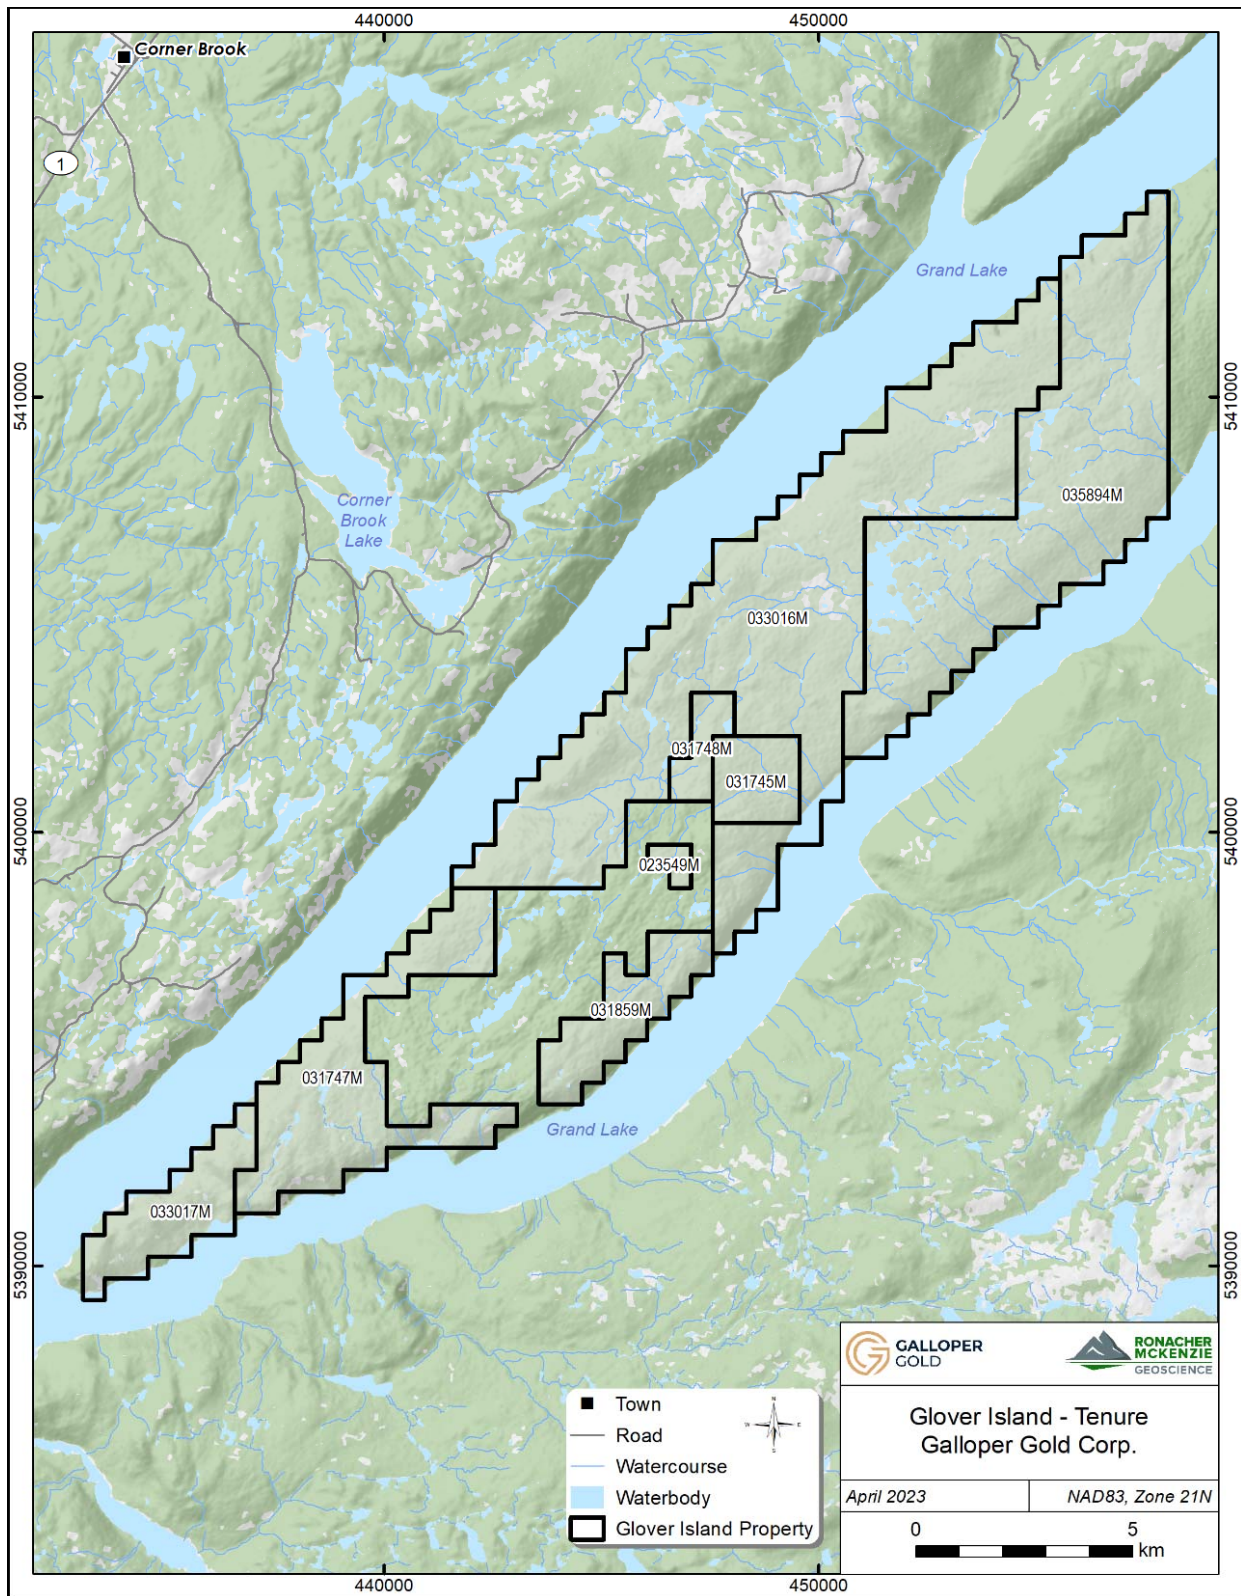 440000
450000
Corner Brook
1
Grand Lake
5410000
5410000
035894M
Corner
Brook
Lake
033016M
031748M
031745M
5400000
5400000
023549M
031859M
031747M
Grand Lake
033017M
5390000
5390000
GALLOPER
GOLD
RONACHER
MCKENZIE
GEOSCIENCE
Glover Island - Tenure
Galloper Gold Corp.
April 2023
NAD83, Zone 21N
0
5
km
Town
Road
Watercourse
Waterbody
Glover Island Property
N
W
E
S
440000
450000